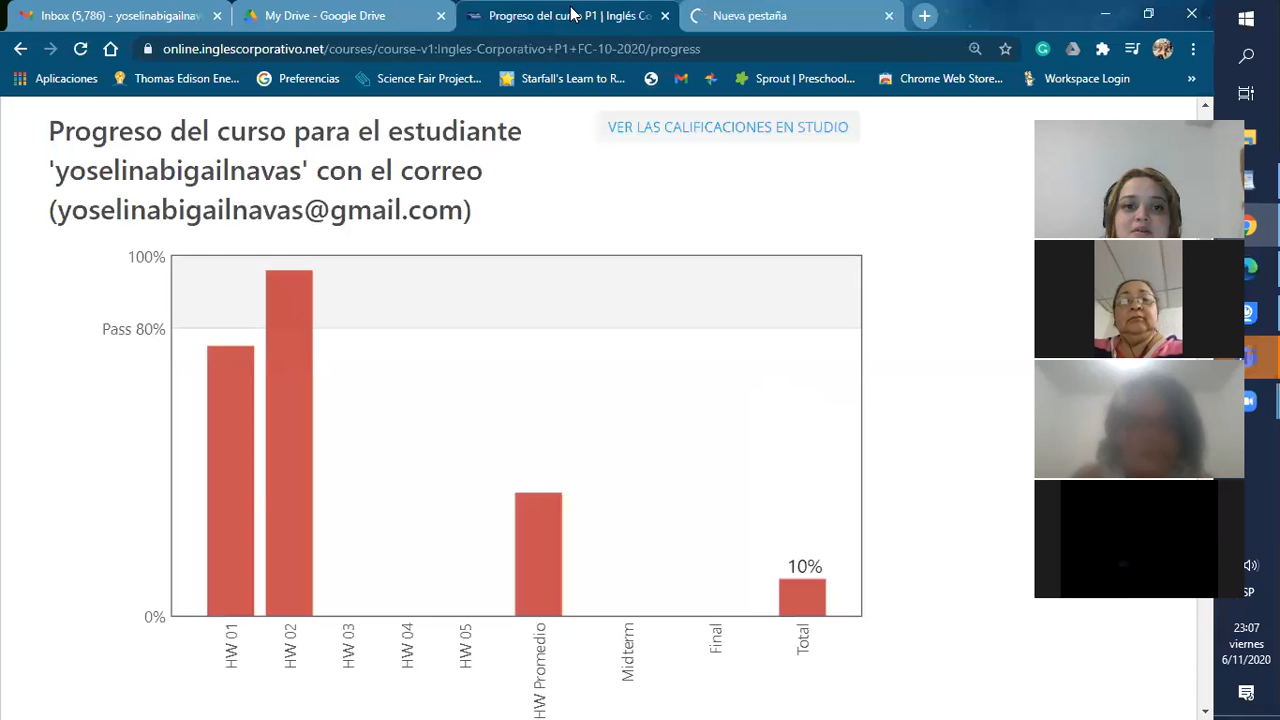 Inbox (5,786) - yoselinabigailnava
My Drive - Google Drive
Progreso del curso P1 | Inglés Co
Nueva pestaña
online.inglescorporativo.net/courses/course-v1:Ingles-Corporativo+P1+FC-10-2020/progress
Aplicaciones
Thomas Edison Ene...
Preferencias
Science Fair Project...
Starfall's Learn to R...
Sprout | Preschool...
Chrome Web Store...
Workspace Login
»
Progreso del curso para el estudiante
'yoselinabigailnavas' con el correo
(yoselinabigailnavas@gmail.com)
VER LAS CALIFICACIONES EN STUDIO
100%
Pass 80%
0%
10%
HW 01
HW 02
HW 03
HW 04
HW 05
HW Promedio
Midterm
Final
Total
SP
23:07
viernes
6/11/2020